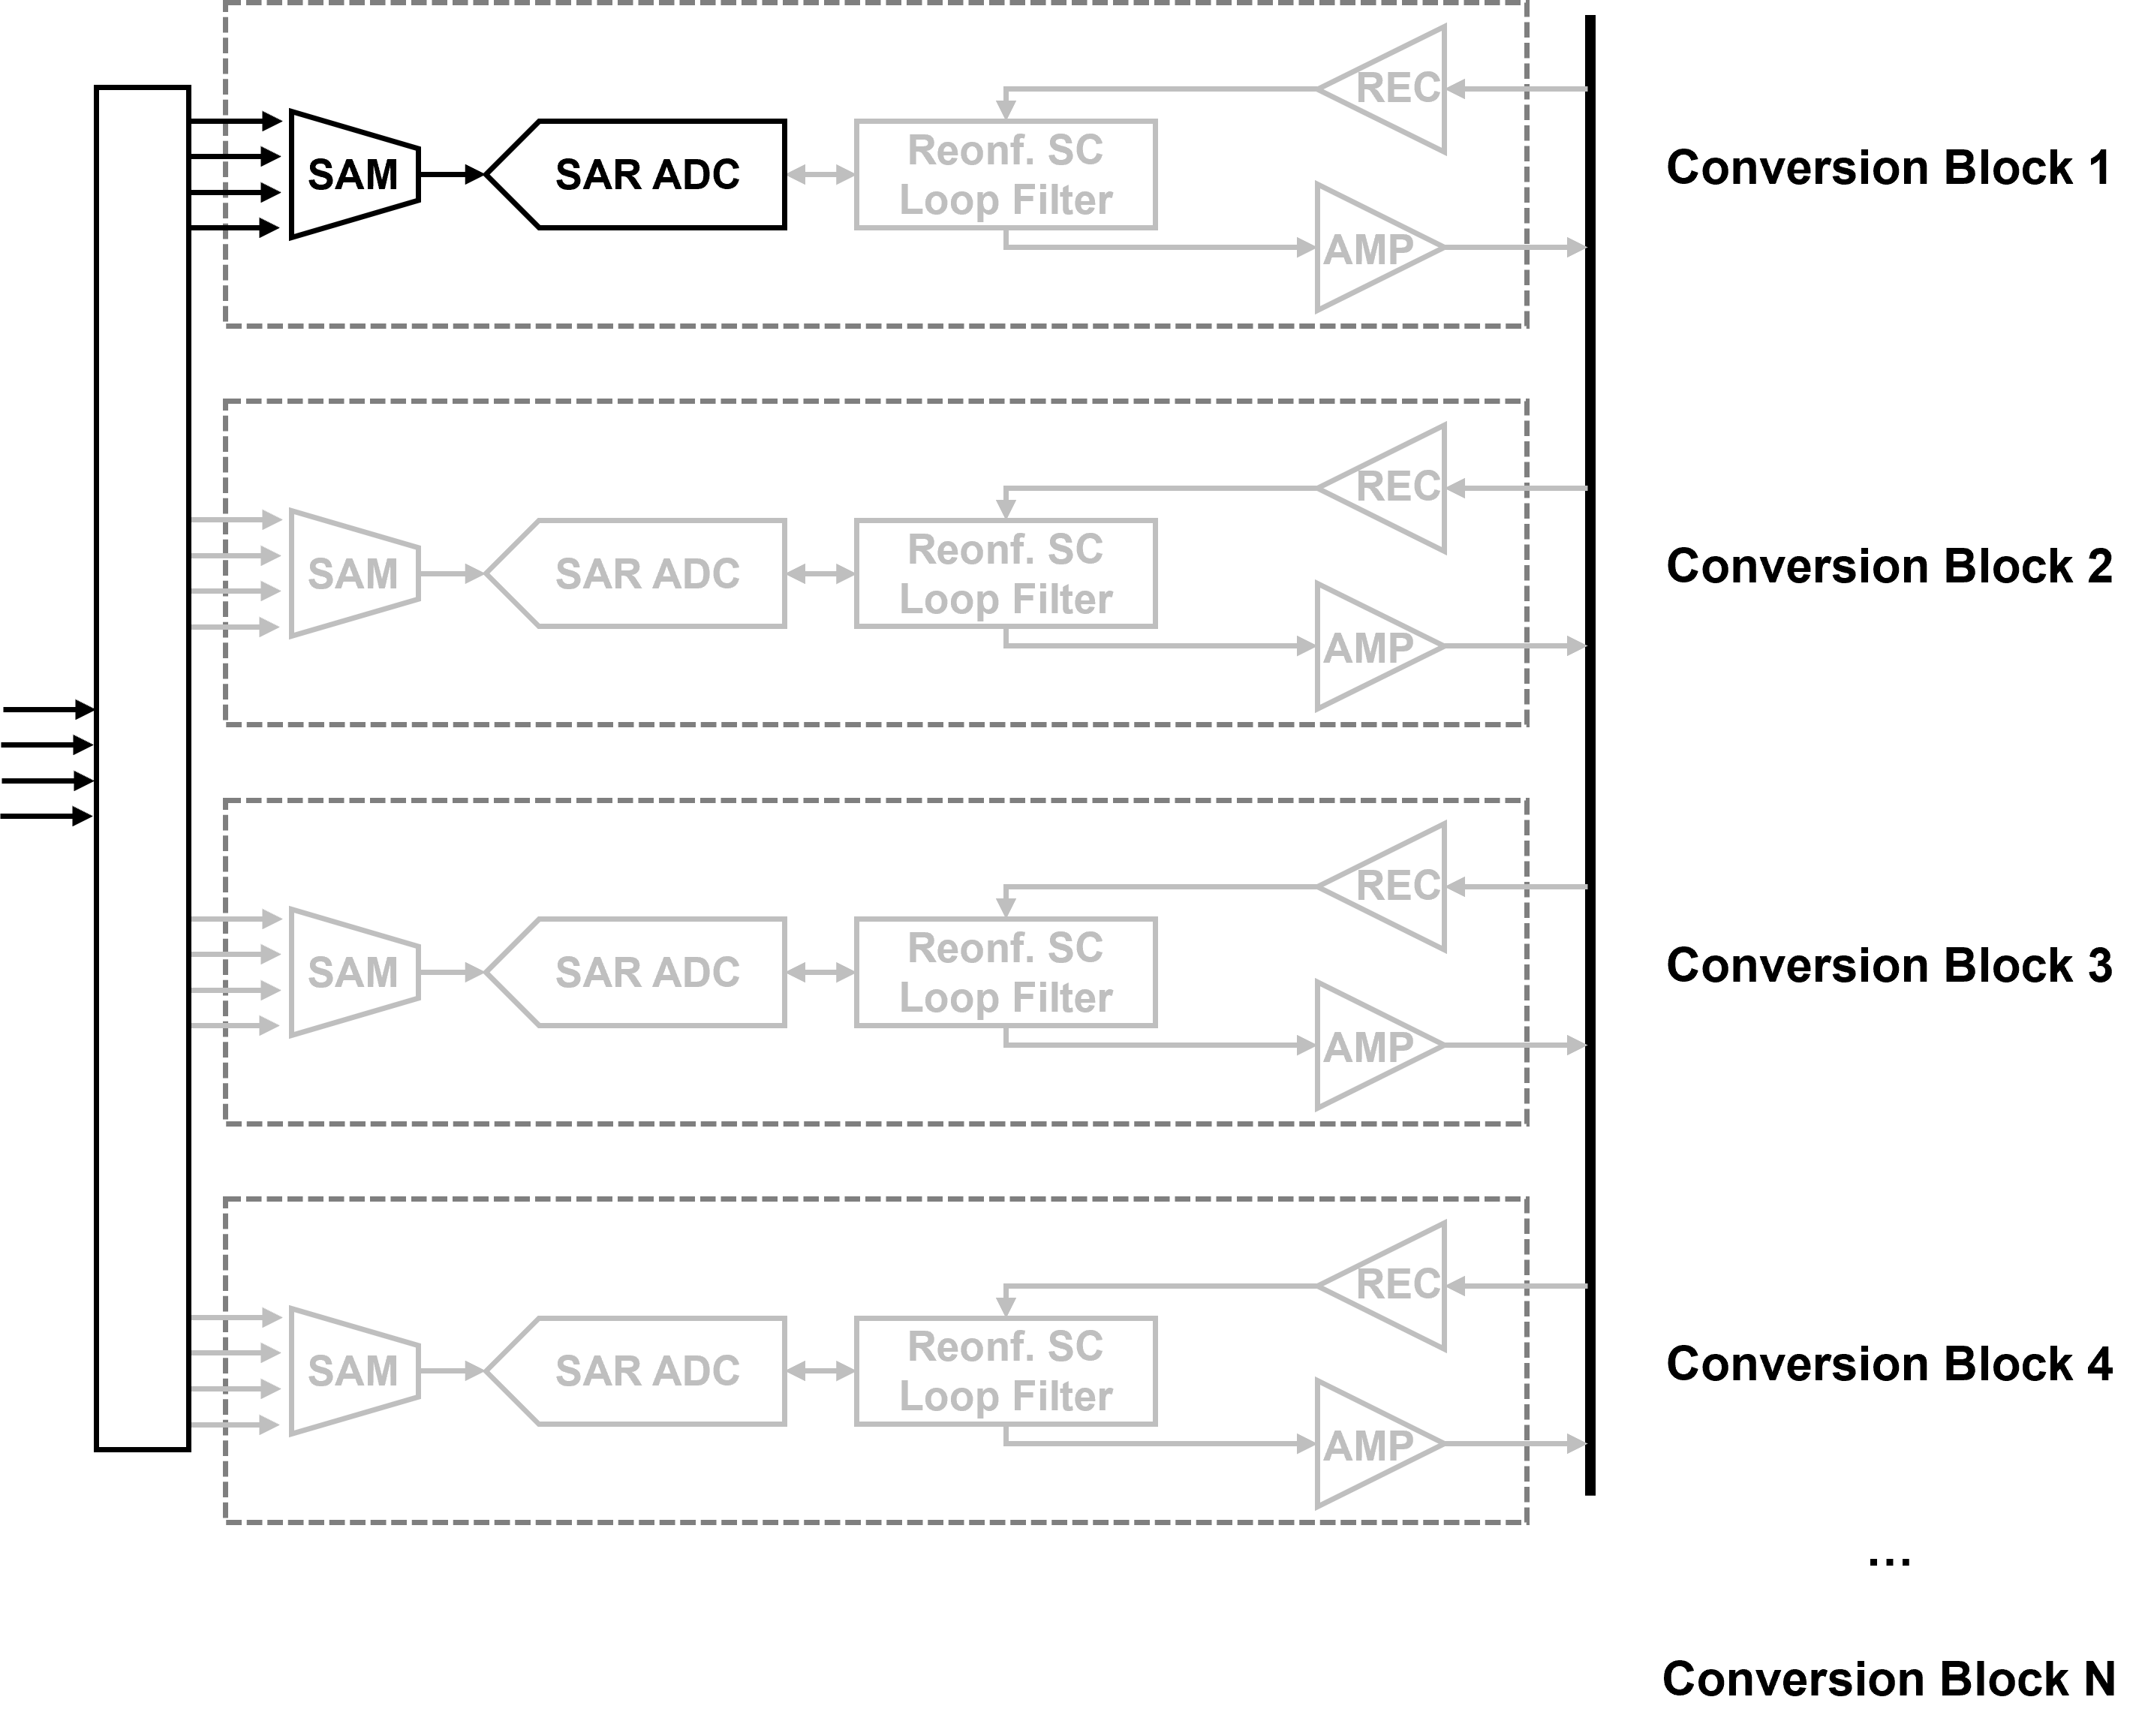 REC
Reonf. SC
Loop Filter
SAM
SAR ADC
AMP
Conversion Block 1
REC
Reonf. SC
Loop Filter
SAM
SAR ADC
AMP
Conversion Block 2
REC
Reonf. SC
Loop Filter
SAM
SAR ADC
AMP
Conversion Block 3
REC
Reonf. SC
Loop Filter
SAM
SAR ADC
AMP
Conversion Block 4
...
Conversion Block N